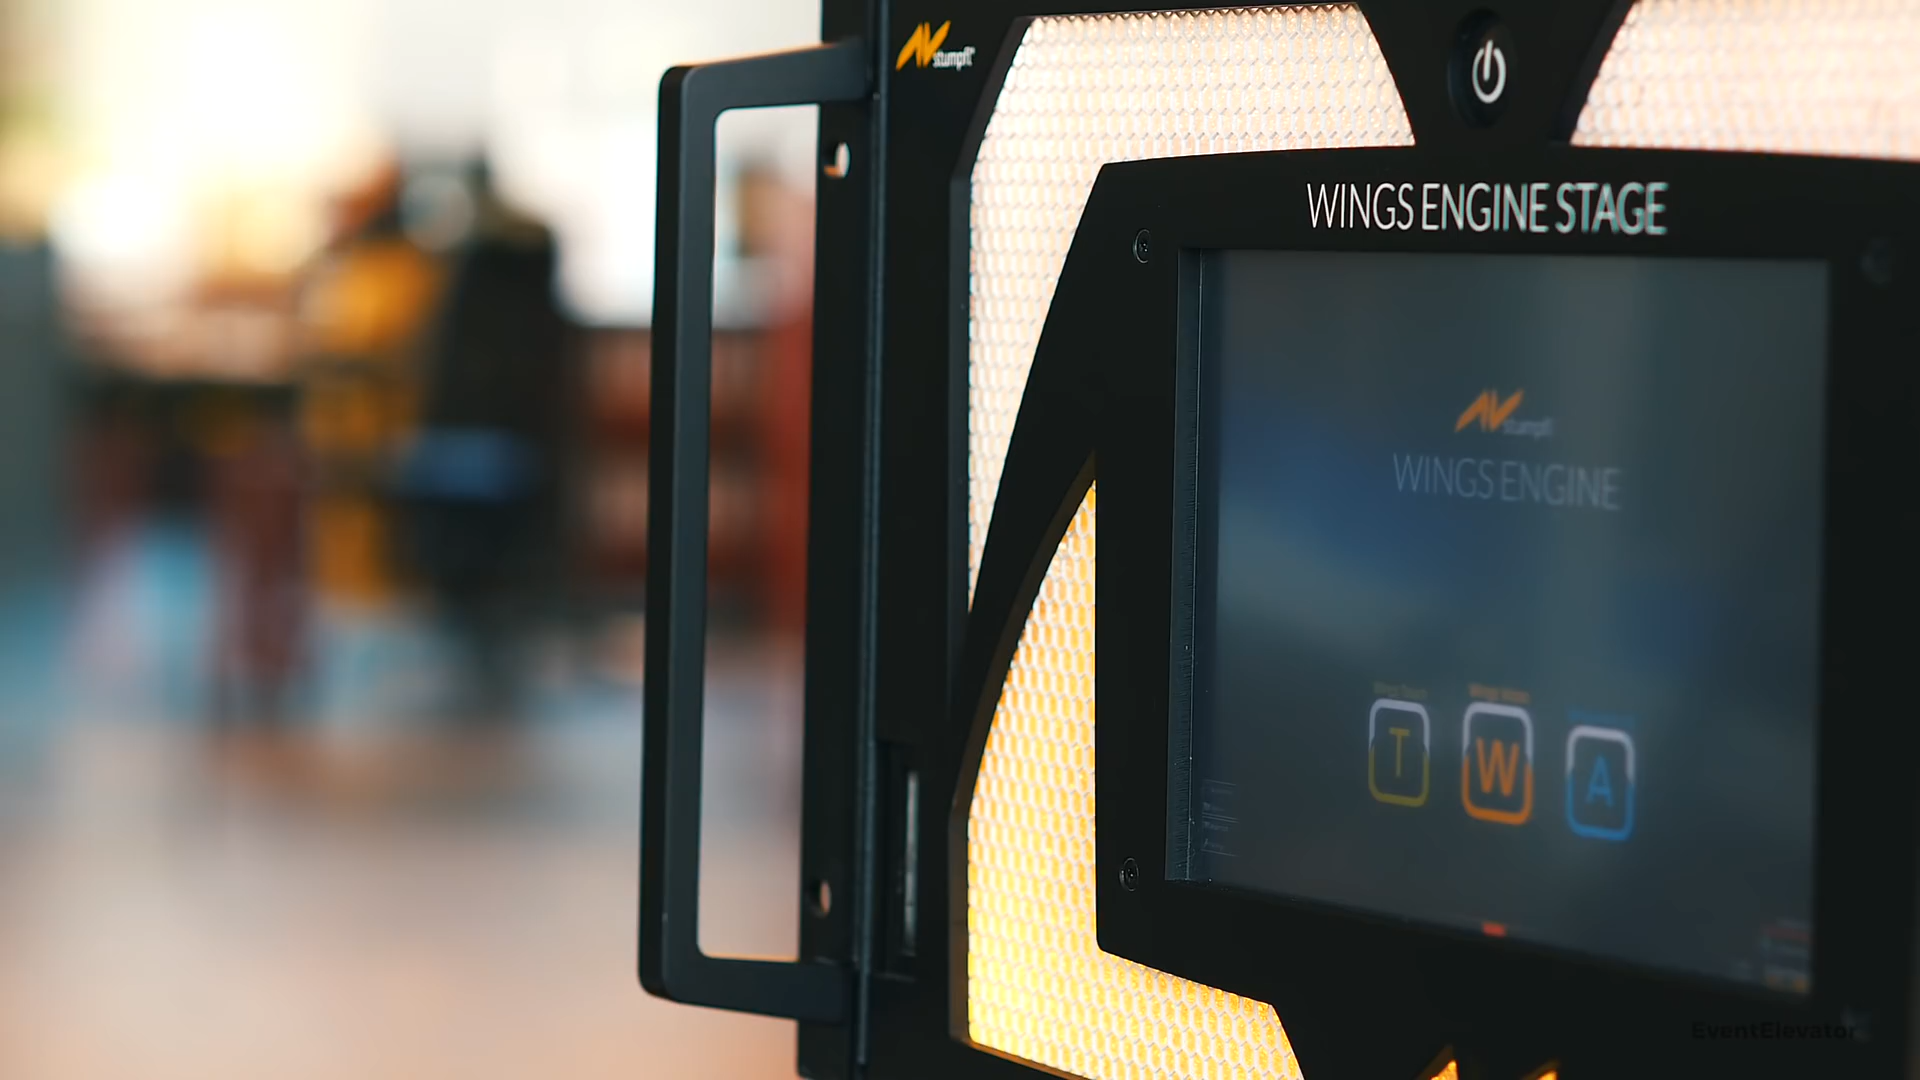 AV stumpfl
WINGS ENGINE STAGE
AV stumpfl
WINGS ENGINE
T W A
EventElevator